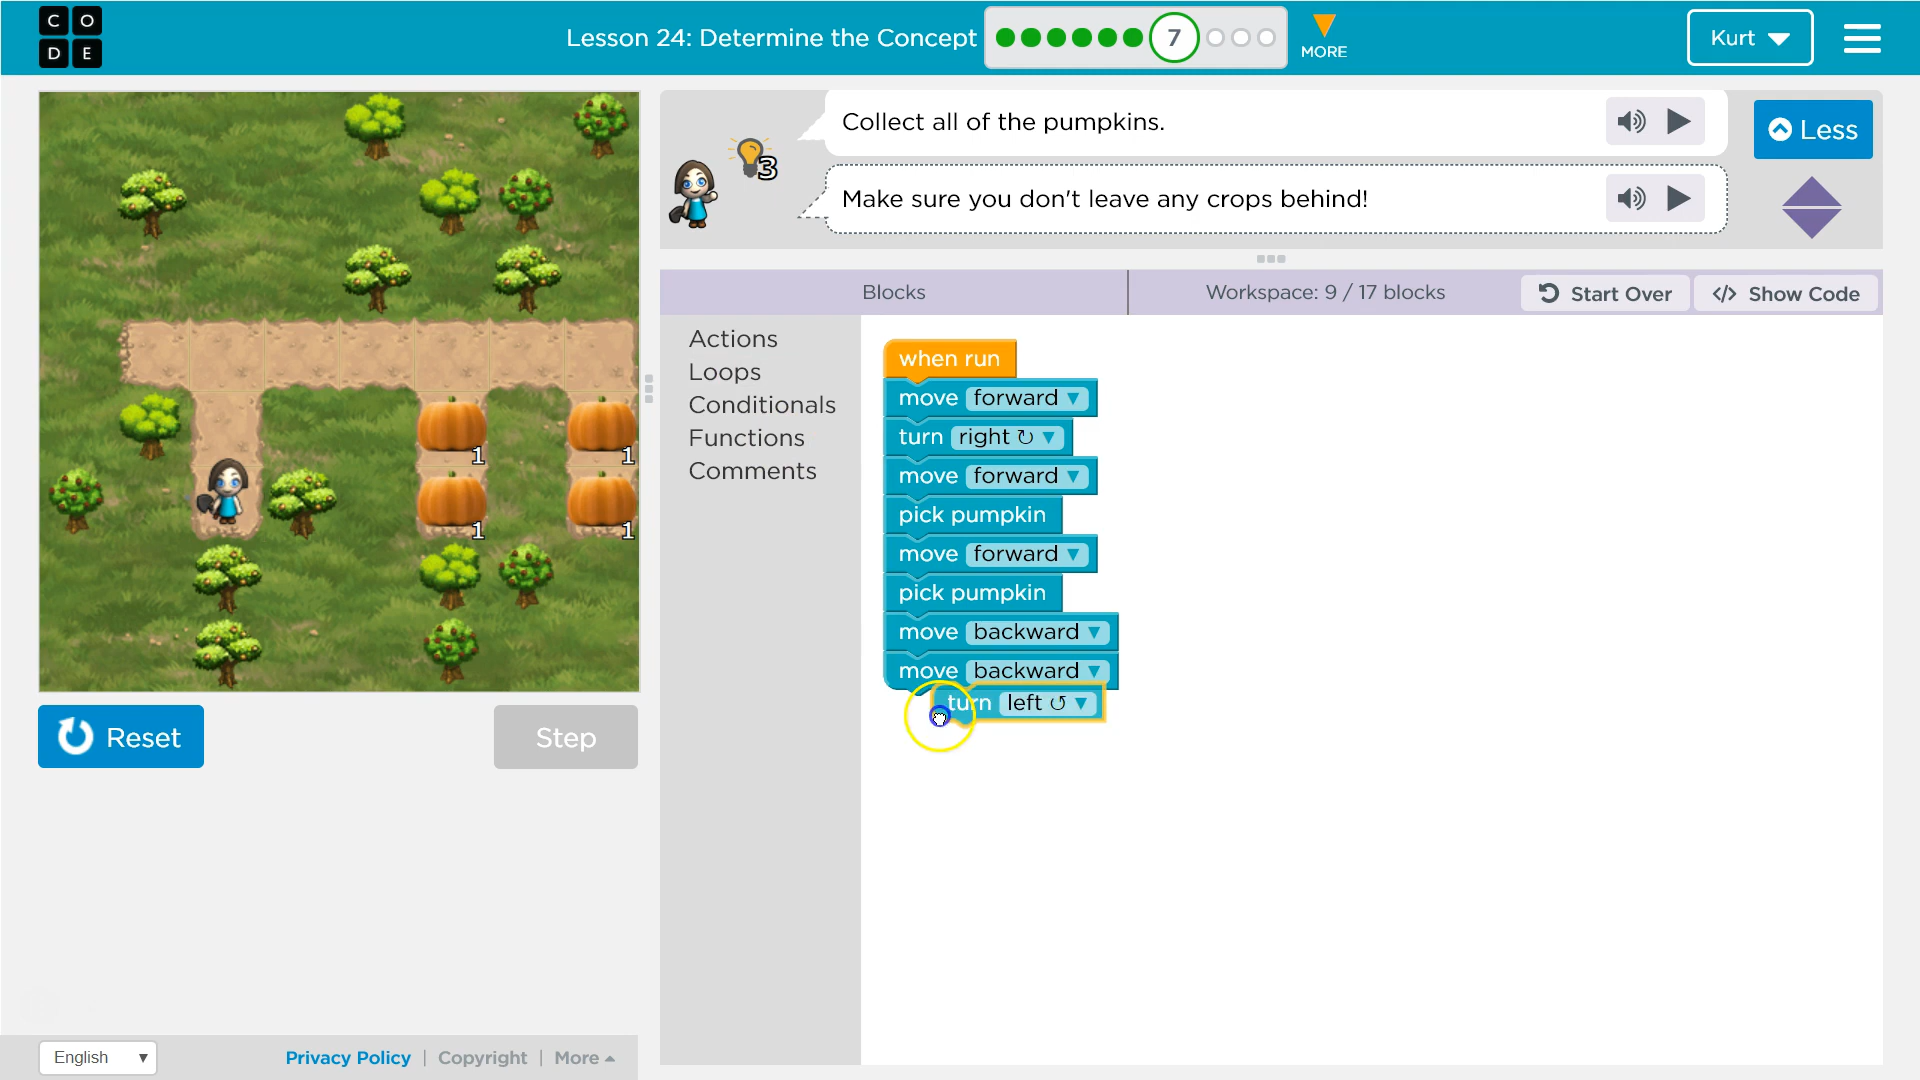 C O
D E
Lesson 24: Determine the Concept
7
MORE
Kurt
Collect all of the pumpkins.
3
Make sure you don't leave any crops behind!
Less
Blocks
Workspace: 9 / 17 blocks
Start Over
</> Show Code
Actions
Loops
Conditionals
Functions
Comments
when run
move forward
turn right ↻
move forward
pick pumpkin
move forward
pick pumpkin
move backward
move backward
turn left ↺
1
1
1
1
Reset
Step
English
Privacy Policy | Copyright | More